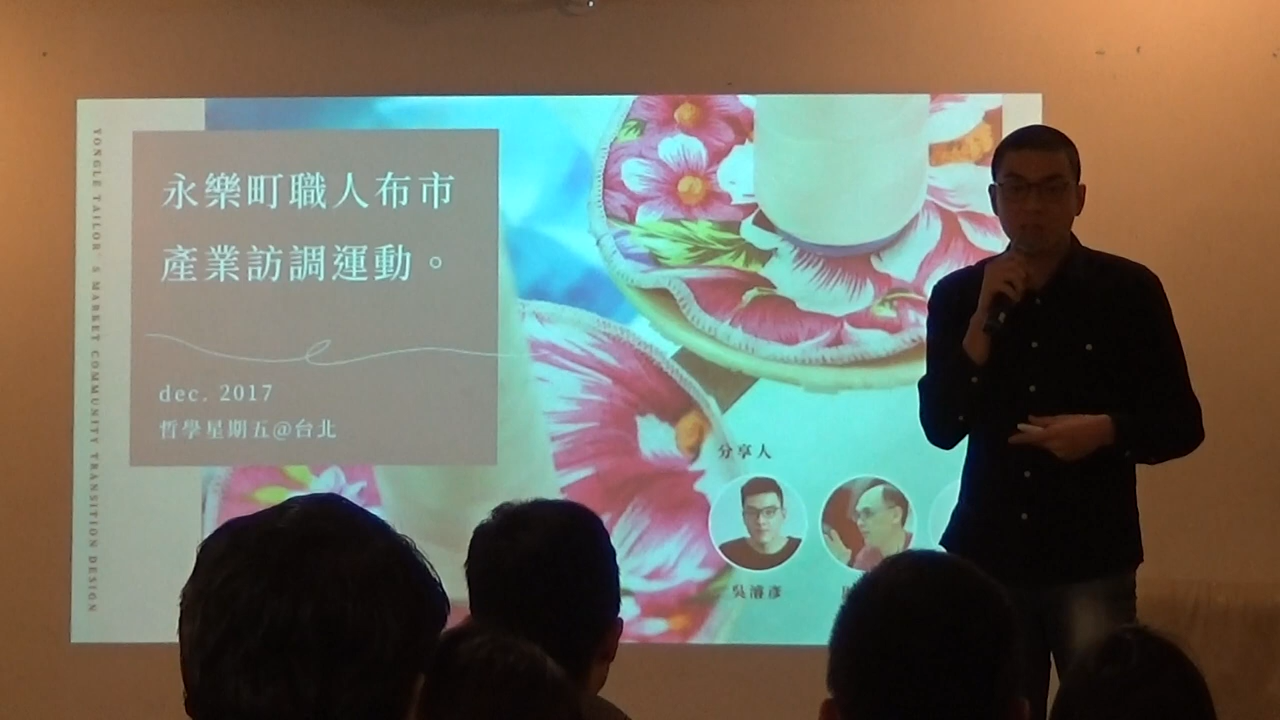 YONGLE TAILOR'S MARKET COMMUNITY TRANSITION DESIGN
永樂町職人布市
產業訪調運動。
dec. 2017
哲學星期五@台北
分享人
吳濬彥